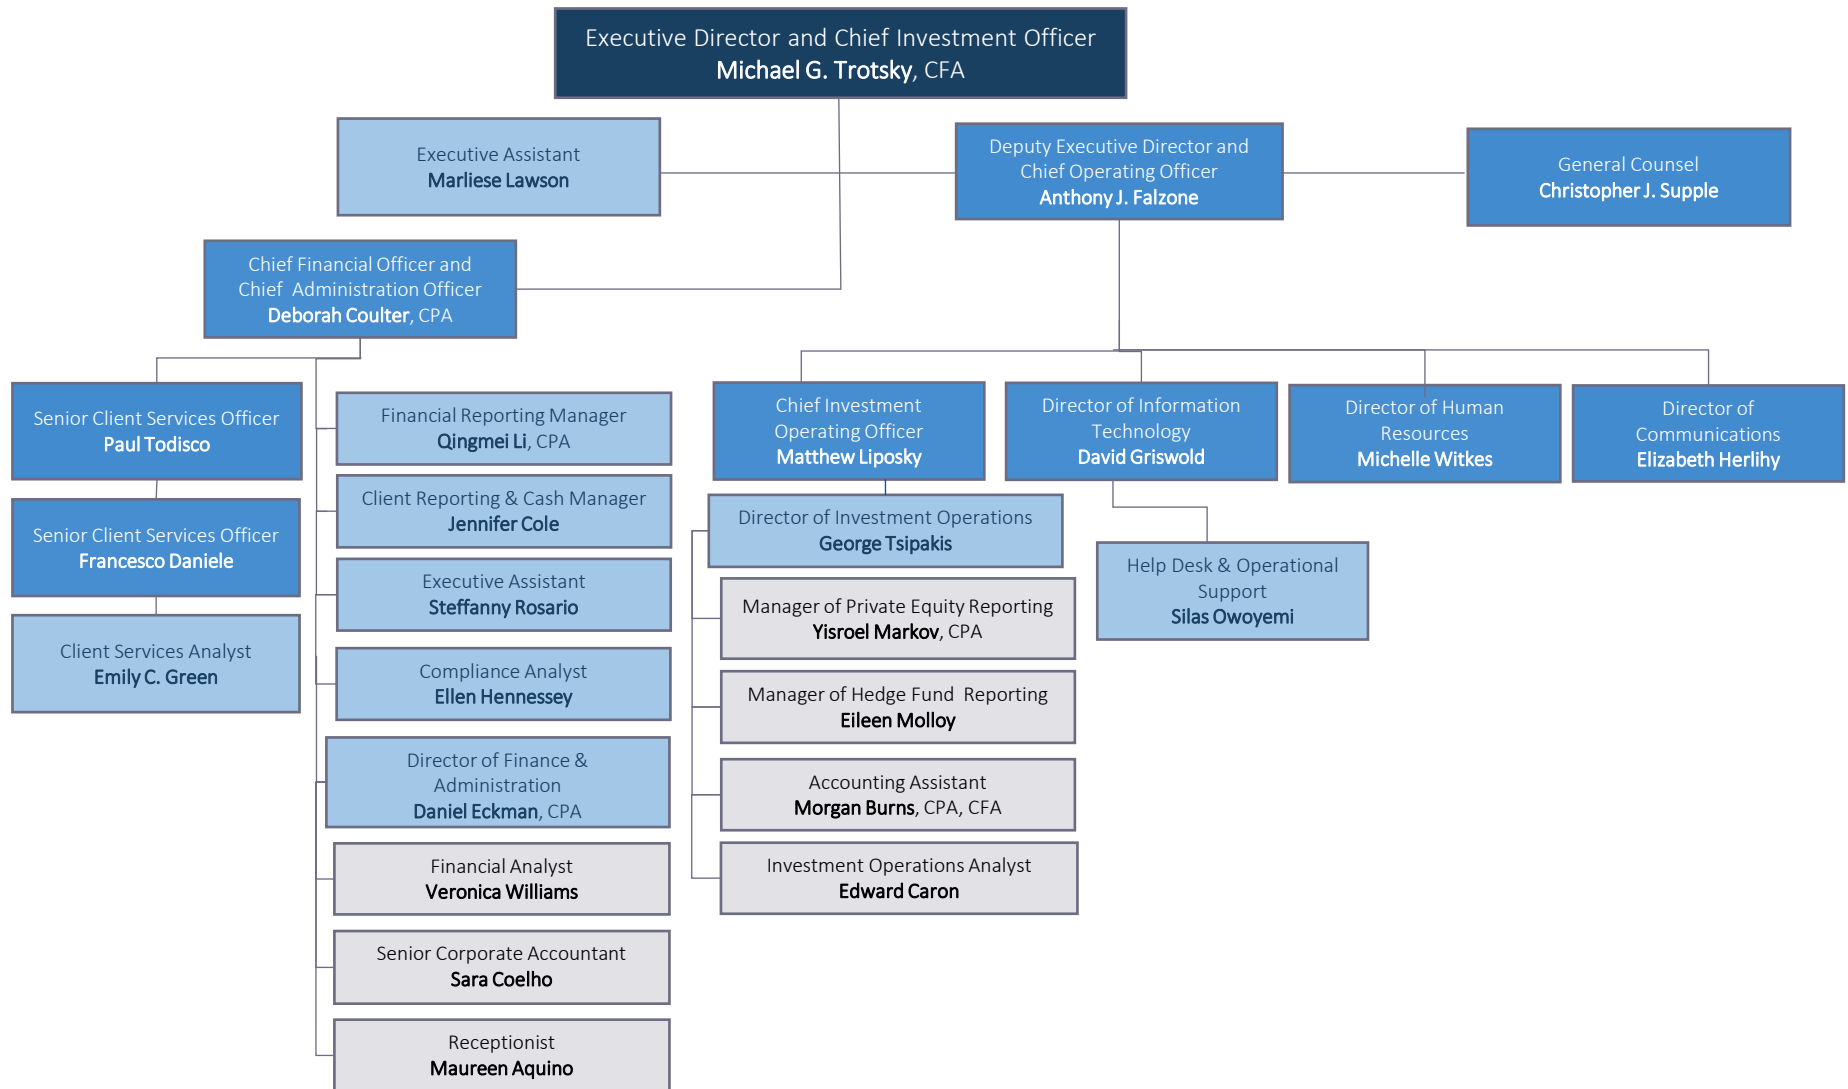 Executive Director and Chief Investment Officer
Michael G. Trotsky, CFA
Executive Assistant
Marliese Lawson
Deputy Executive Director and
Chief Operating Officer
Anthony J. Falzone
General Counsel
Christopher J. Supple
Chief Financial Officer and
Chief Administration Officer
Deborah Coulter, CPA
Senior Client Services Officer
Paul Todisco
Senior Client Services Officer
Francesco Daniele
Client Services Analyst
Emily C. Green
Financial Reporting Manager
Qingmei Li, CPA
Client Reporting & Cash Manager
Jennifer Cole
Executive Assistant
Steffanny Rosario
Compliance Analyst
Ellen Hennessey
Director of Finance &
Administration
Daniel Eckman, CPA
Financial Analyst
Veronica Williams
Senior Corporate Accountant
Sara Coelho
Receptionist
Maureen Aquino
Chief Investment
Operating Officer
Matthew Liposky
Director of Investment Operations
George Tsipakis
Manager of Private Equity Reporting
Yisroel Markov, CPA
Manager of Hedge Fund Reporting
Eileen Molloy
Accounting Assistant
Morgan Burns, CPA, CFA
Investment Operations Analyst
Edward Caron
Director of Information
Technology
David Griswold
Help Desk & Operational
Support
Silas Owoyemi
Director of Human
Resources
Michelle Witkes
Director of
Communications
Elizabeth Herlihy